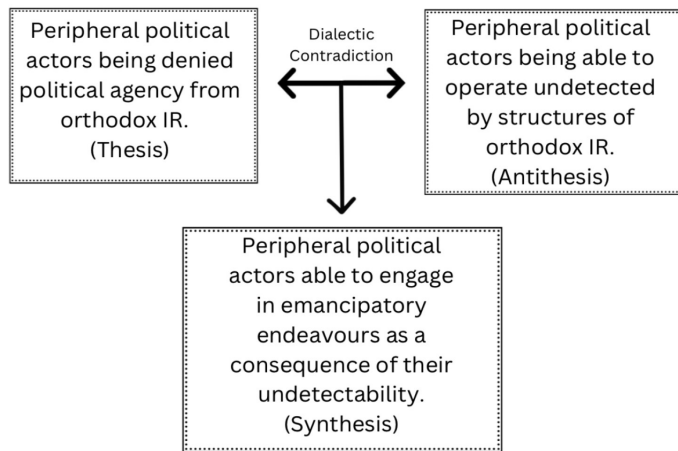 Peripheral political
actors being denied
political agency from
orthodox IR.
(Thesis)
Dialectic
Contradiction
Peripheral political
actors being able to
operate undetected
by structures of
orthodox IR.
(Antithesis)
Peripheral political
actors able to engage
in emancipatory
endeavours as a
consequence of their
undetectability.
(Synthesis)